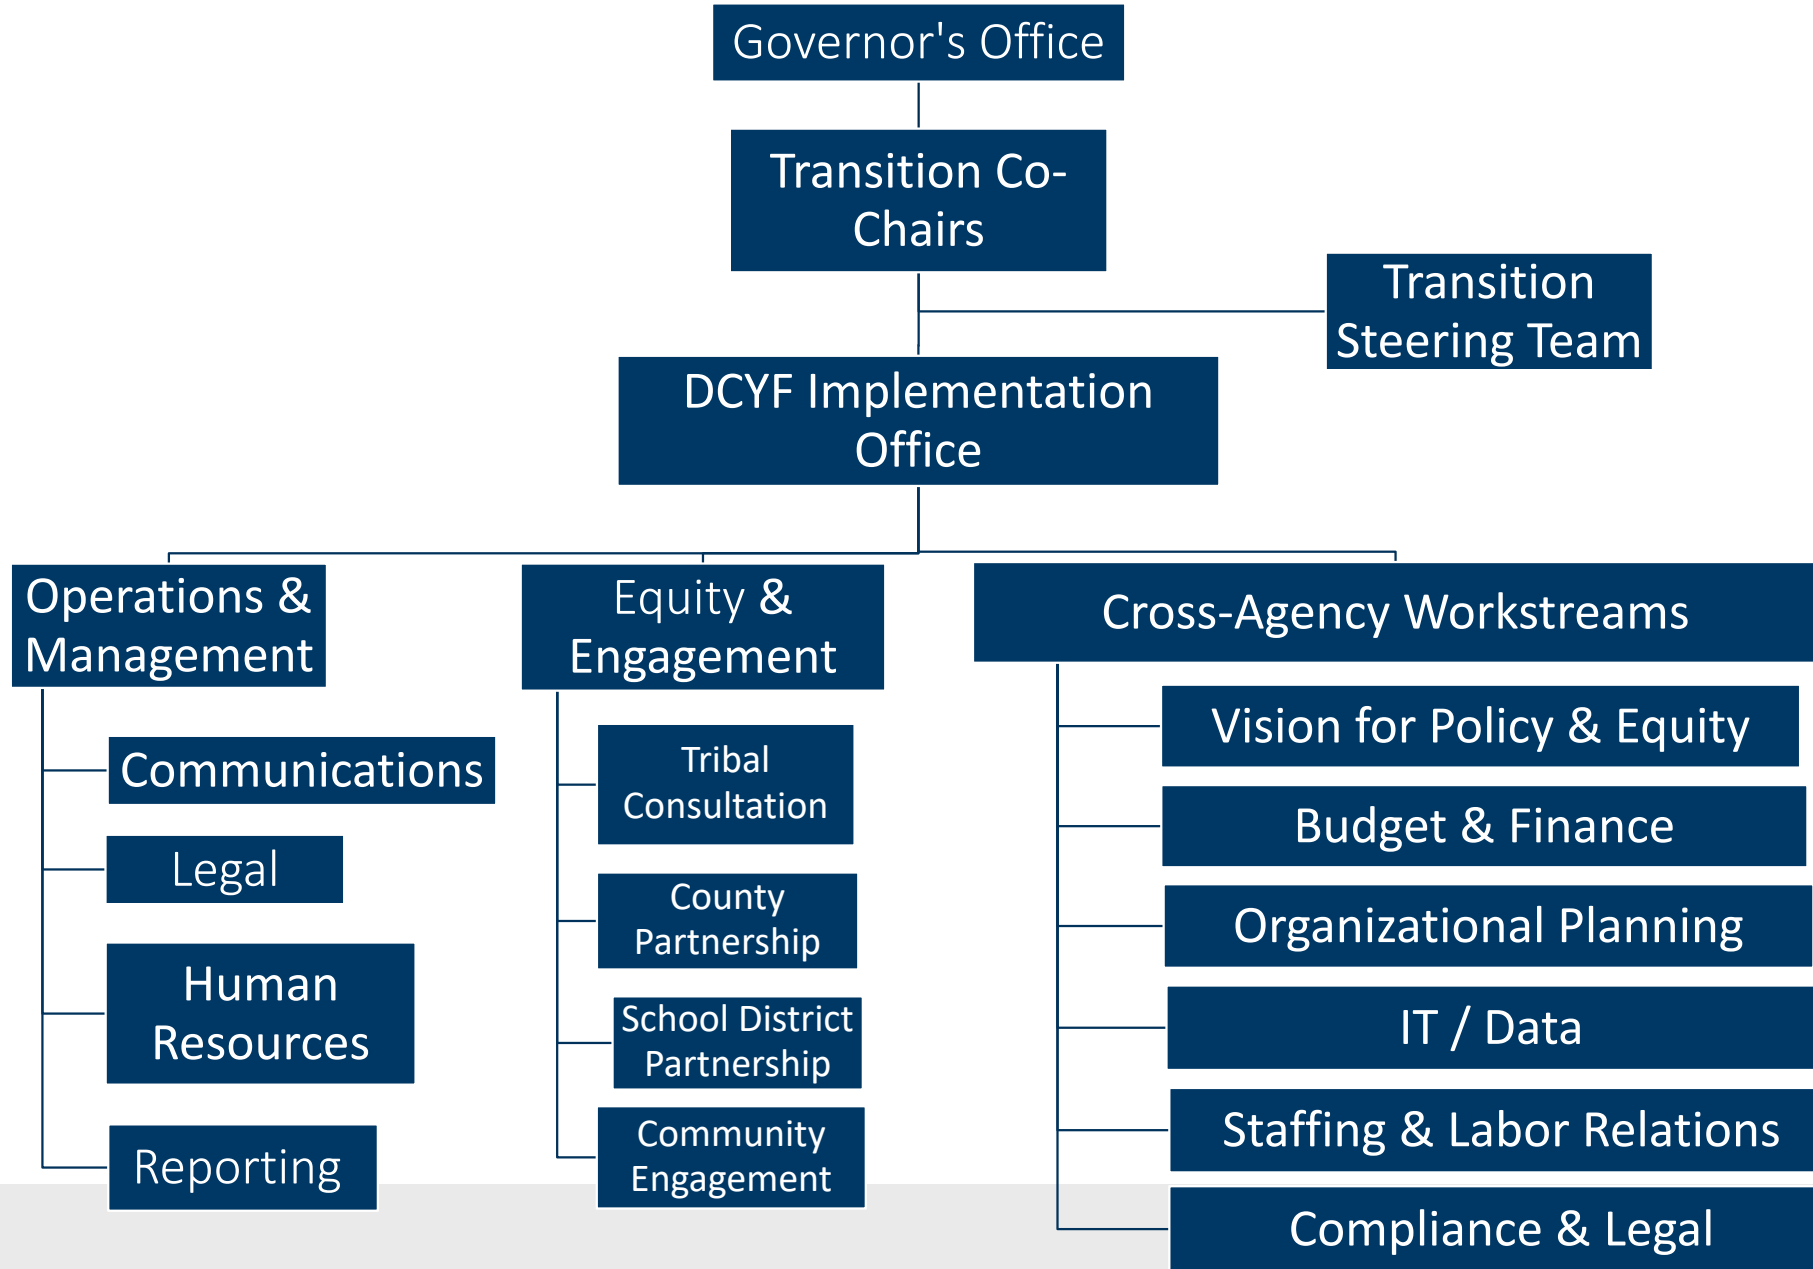 Governor's Office
Transition Co-
Chairs
Transition
Steering Team
DCYF Implementation
Office
Operations &
Management
Communications
Legal
Human
Resources
Reporting
Equity &
Engagement
Tribal
Consultation
County
Partnership
School District
Partnership
Community
Engagement
Cross-Agency Workstreams
Vision for Policy & Equity
Budget & Finance
Organizational Planning
IT / Data
Staffing & Labor Relations
Compliance & Legal